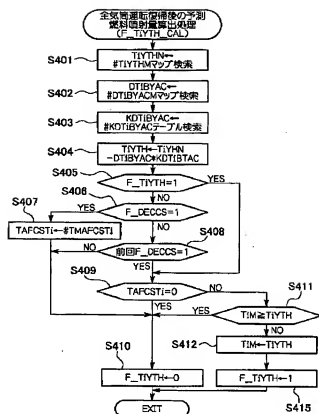 全気筒運転復帰後の予測
燃料噴射量算出処理
(F_TiYTH_CAL)
S401
TiYTHN←
#TiYTHMマップ検索
S402
DTiBYAC←
#DTiBYACMマップ検索
S403
KDTiBYAC←
#KDTiBYACテーブル検索
S404
TiYTH←TiYHN
-DTiBYAC*KDTiBTAC
S405
F_TiYTH=1
YES
NO
S406
F_DECCS=1
YES
NO
S407
TAFCSTi←#TMAFCSTi
S408
前回F_DECCS=1
NO
YES
S409
TAFCSTi=0
NO
YES
S411
TIM≧TiYTH
YES
NO
S412
TIM←TiYTH
S410
F_TiYTH←0
F_TiYTH←1
S415
EXIT